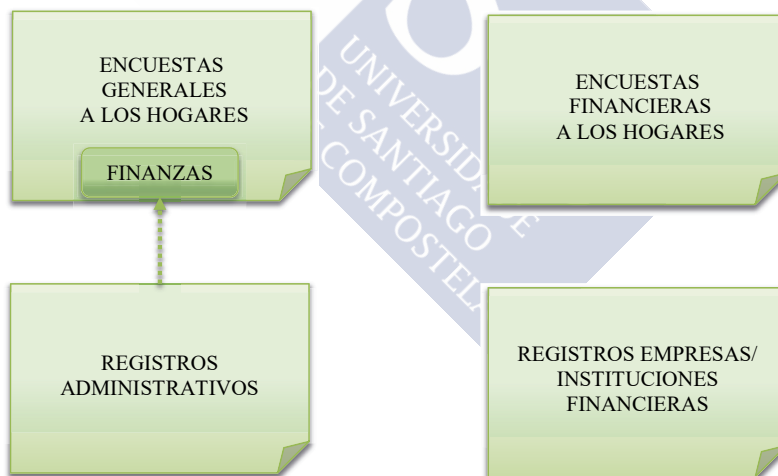 ENCUESTAS
GENERALES
A LOS HOGARES
FINANZAS
ENCUESTAS
FINANCIERAS
A LOS HOGARES
UNIVERSIDADE
DE SANTIAGO
DE COMPOSTELA
REGISTROS
ADMINISTRATIVOS
REGISTROS EMPRESAS/
INSTITUCIONES
FINANCIERAS